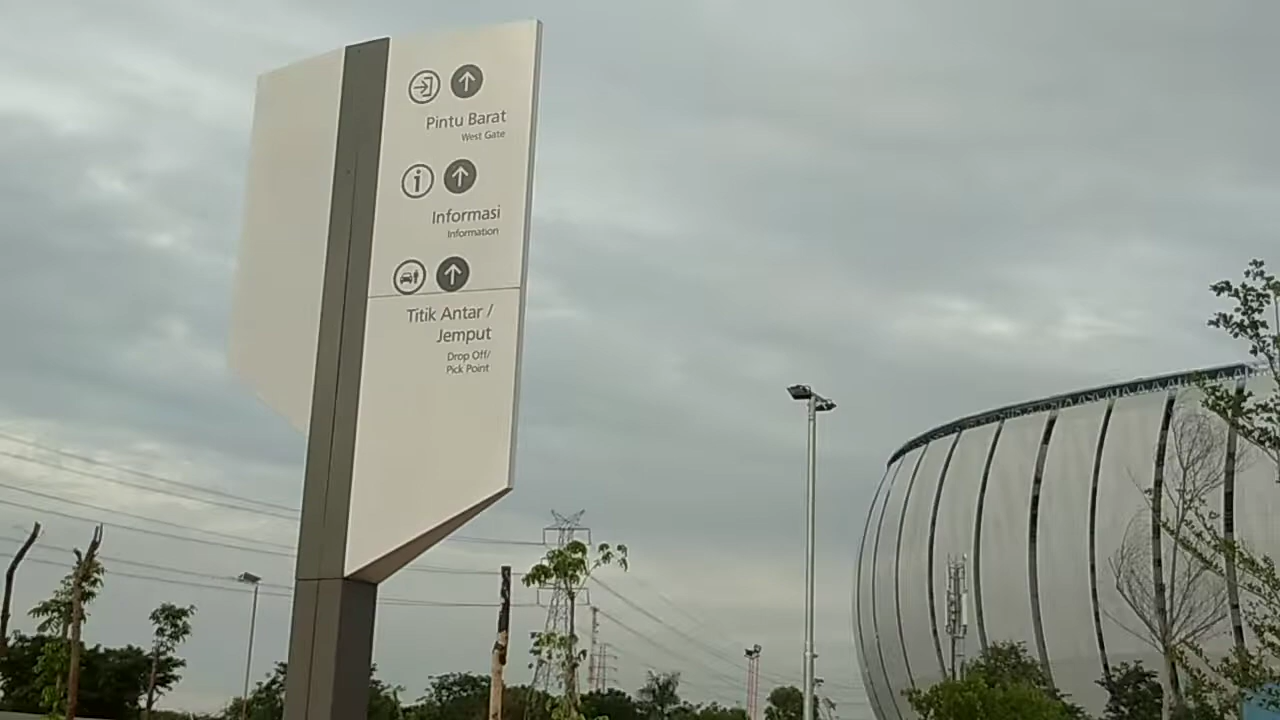 Pintu Barat
West Gate
Informasi
Information
Titik Antar /
Jemput
Drop Off/
Pick Point